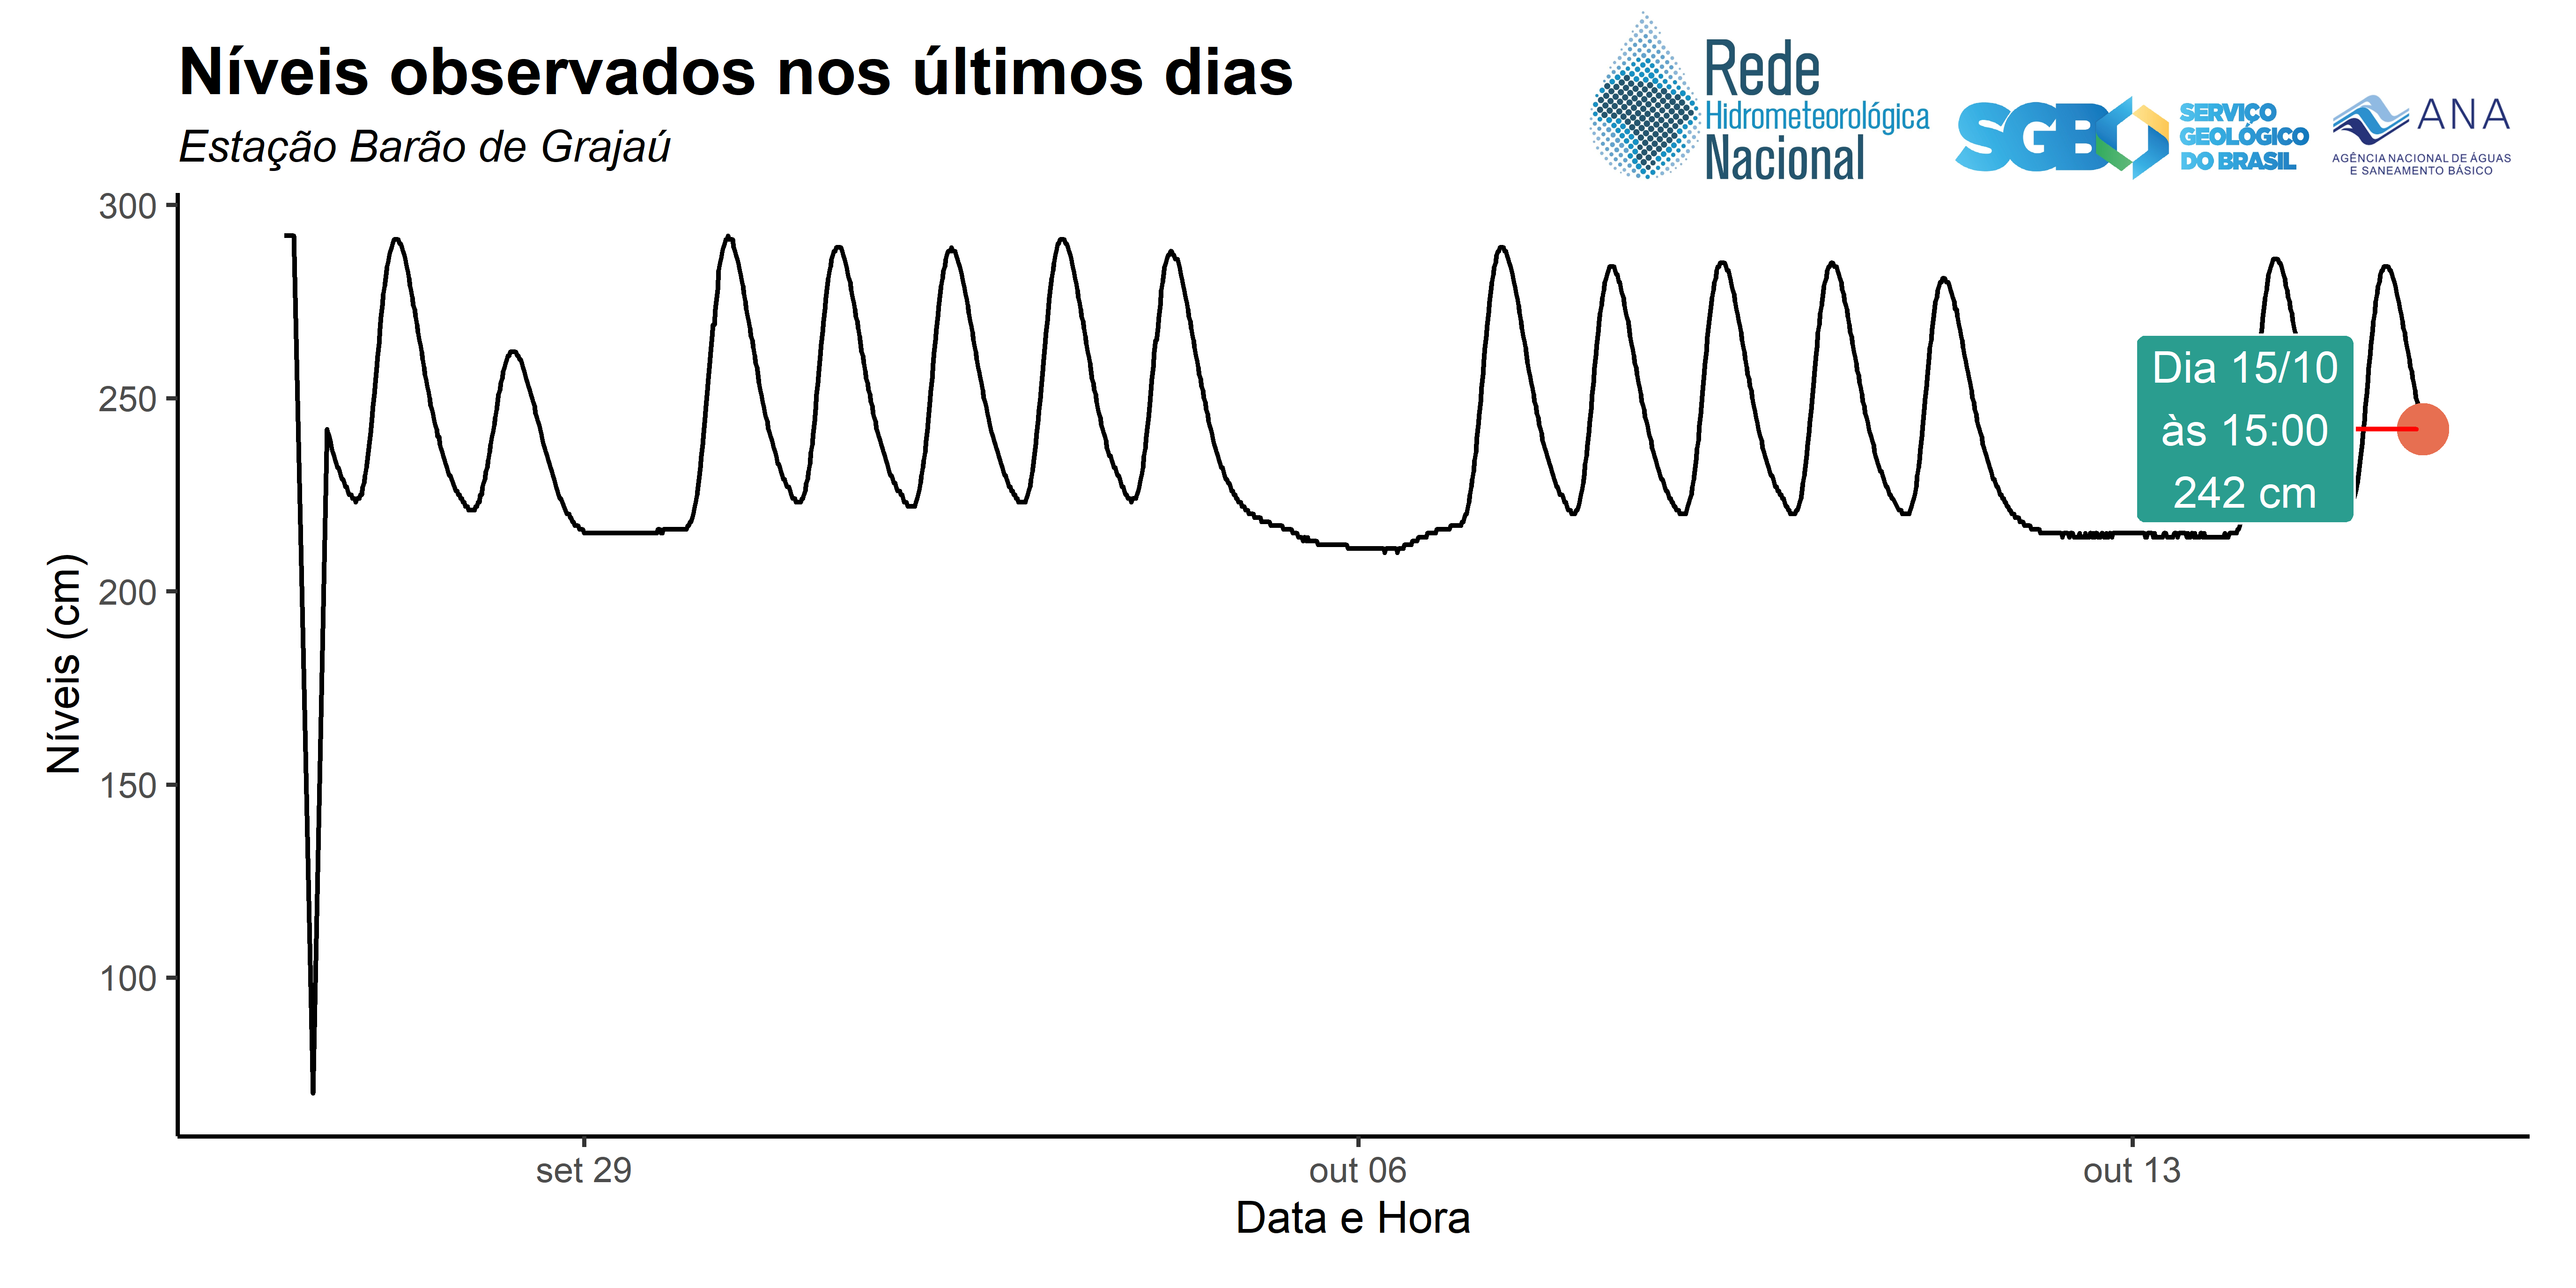 Níveis observados nos últimos dias
Estação Barão de Grajaú
Rede
Hidrometeorológica
Nacional
SGB
SERVIÇO
GEOLÓGICO
DO BRASIL
ANA
AGÊNCIA NACIONAL DE ÁGUAS
E SANEAMENTO BÁSICO
300
250
200
150
100
Níveis (cm)
Dia 15/10
às 15:00
242 cm
set 29
out 06
out 13
Data e Hora